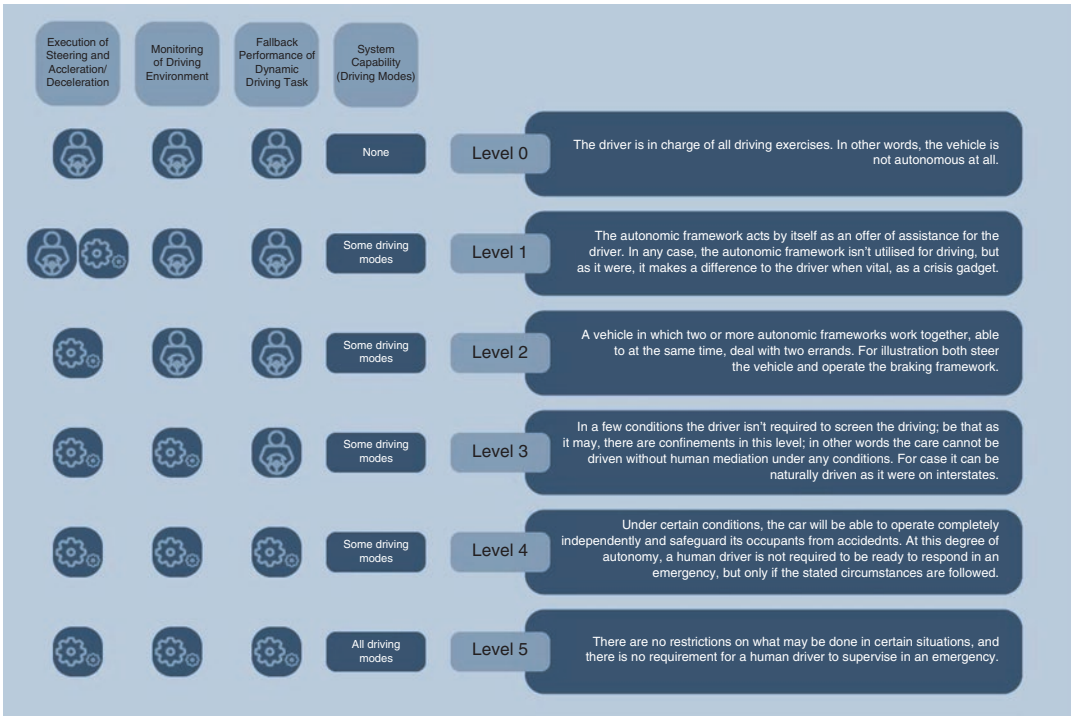 Execution of
Steering and
Accleration/
Deceleration
Monitoring
of Driving
Environment
Fallback
Performance of
Dynamic
Driving Task
System
Capability
(Driving Modes)
None
Level 0
The driver is in charge of all driving exercises. In other words, the vehicle is
not autonomous at all.
Some driving
modes
Level 1
The autonomic framework acts by itself as an offer of assistance for the
driver. In any case, the autonomic framework isn't utilised for driving, but
as it were, it makes a difference to the driver when vital, as a crisis gadget.
Some driving
modes
Level 2
A vehicle in which two or more autonomic frameworks work together, able
to at the same time, deal with two errands. For illustration both steer
the vehicle and operate the braking framework.
Some driving
modes
Level 3
In a few conditions the driver isn't required to screen the driving; be that as
it may, there are confinements in this level; in other words the care cannot be
driven without human mediation under any conditions. For case it can be
naturally driven as it were on interstates.
Some driving
modes
Level 4
Under certain conditions, the car will be able to operate completely
independently and safeguard its occupants from accidednts. At this degree of
autonomy, a human driver is not required to be ready to respond in an
emergency, but only if the stated circumstances are followed.
All driving
modes
Level 5
There are no restrictions on what may be done in certain situations, and
there is no requirement for a human driver to supervise in an emergency.